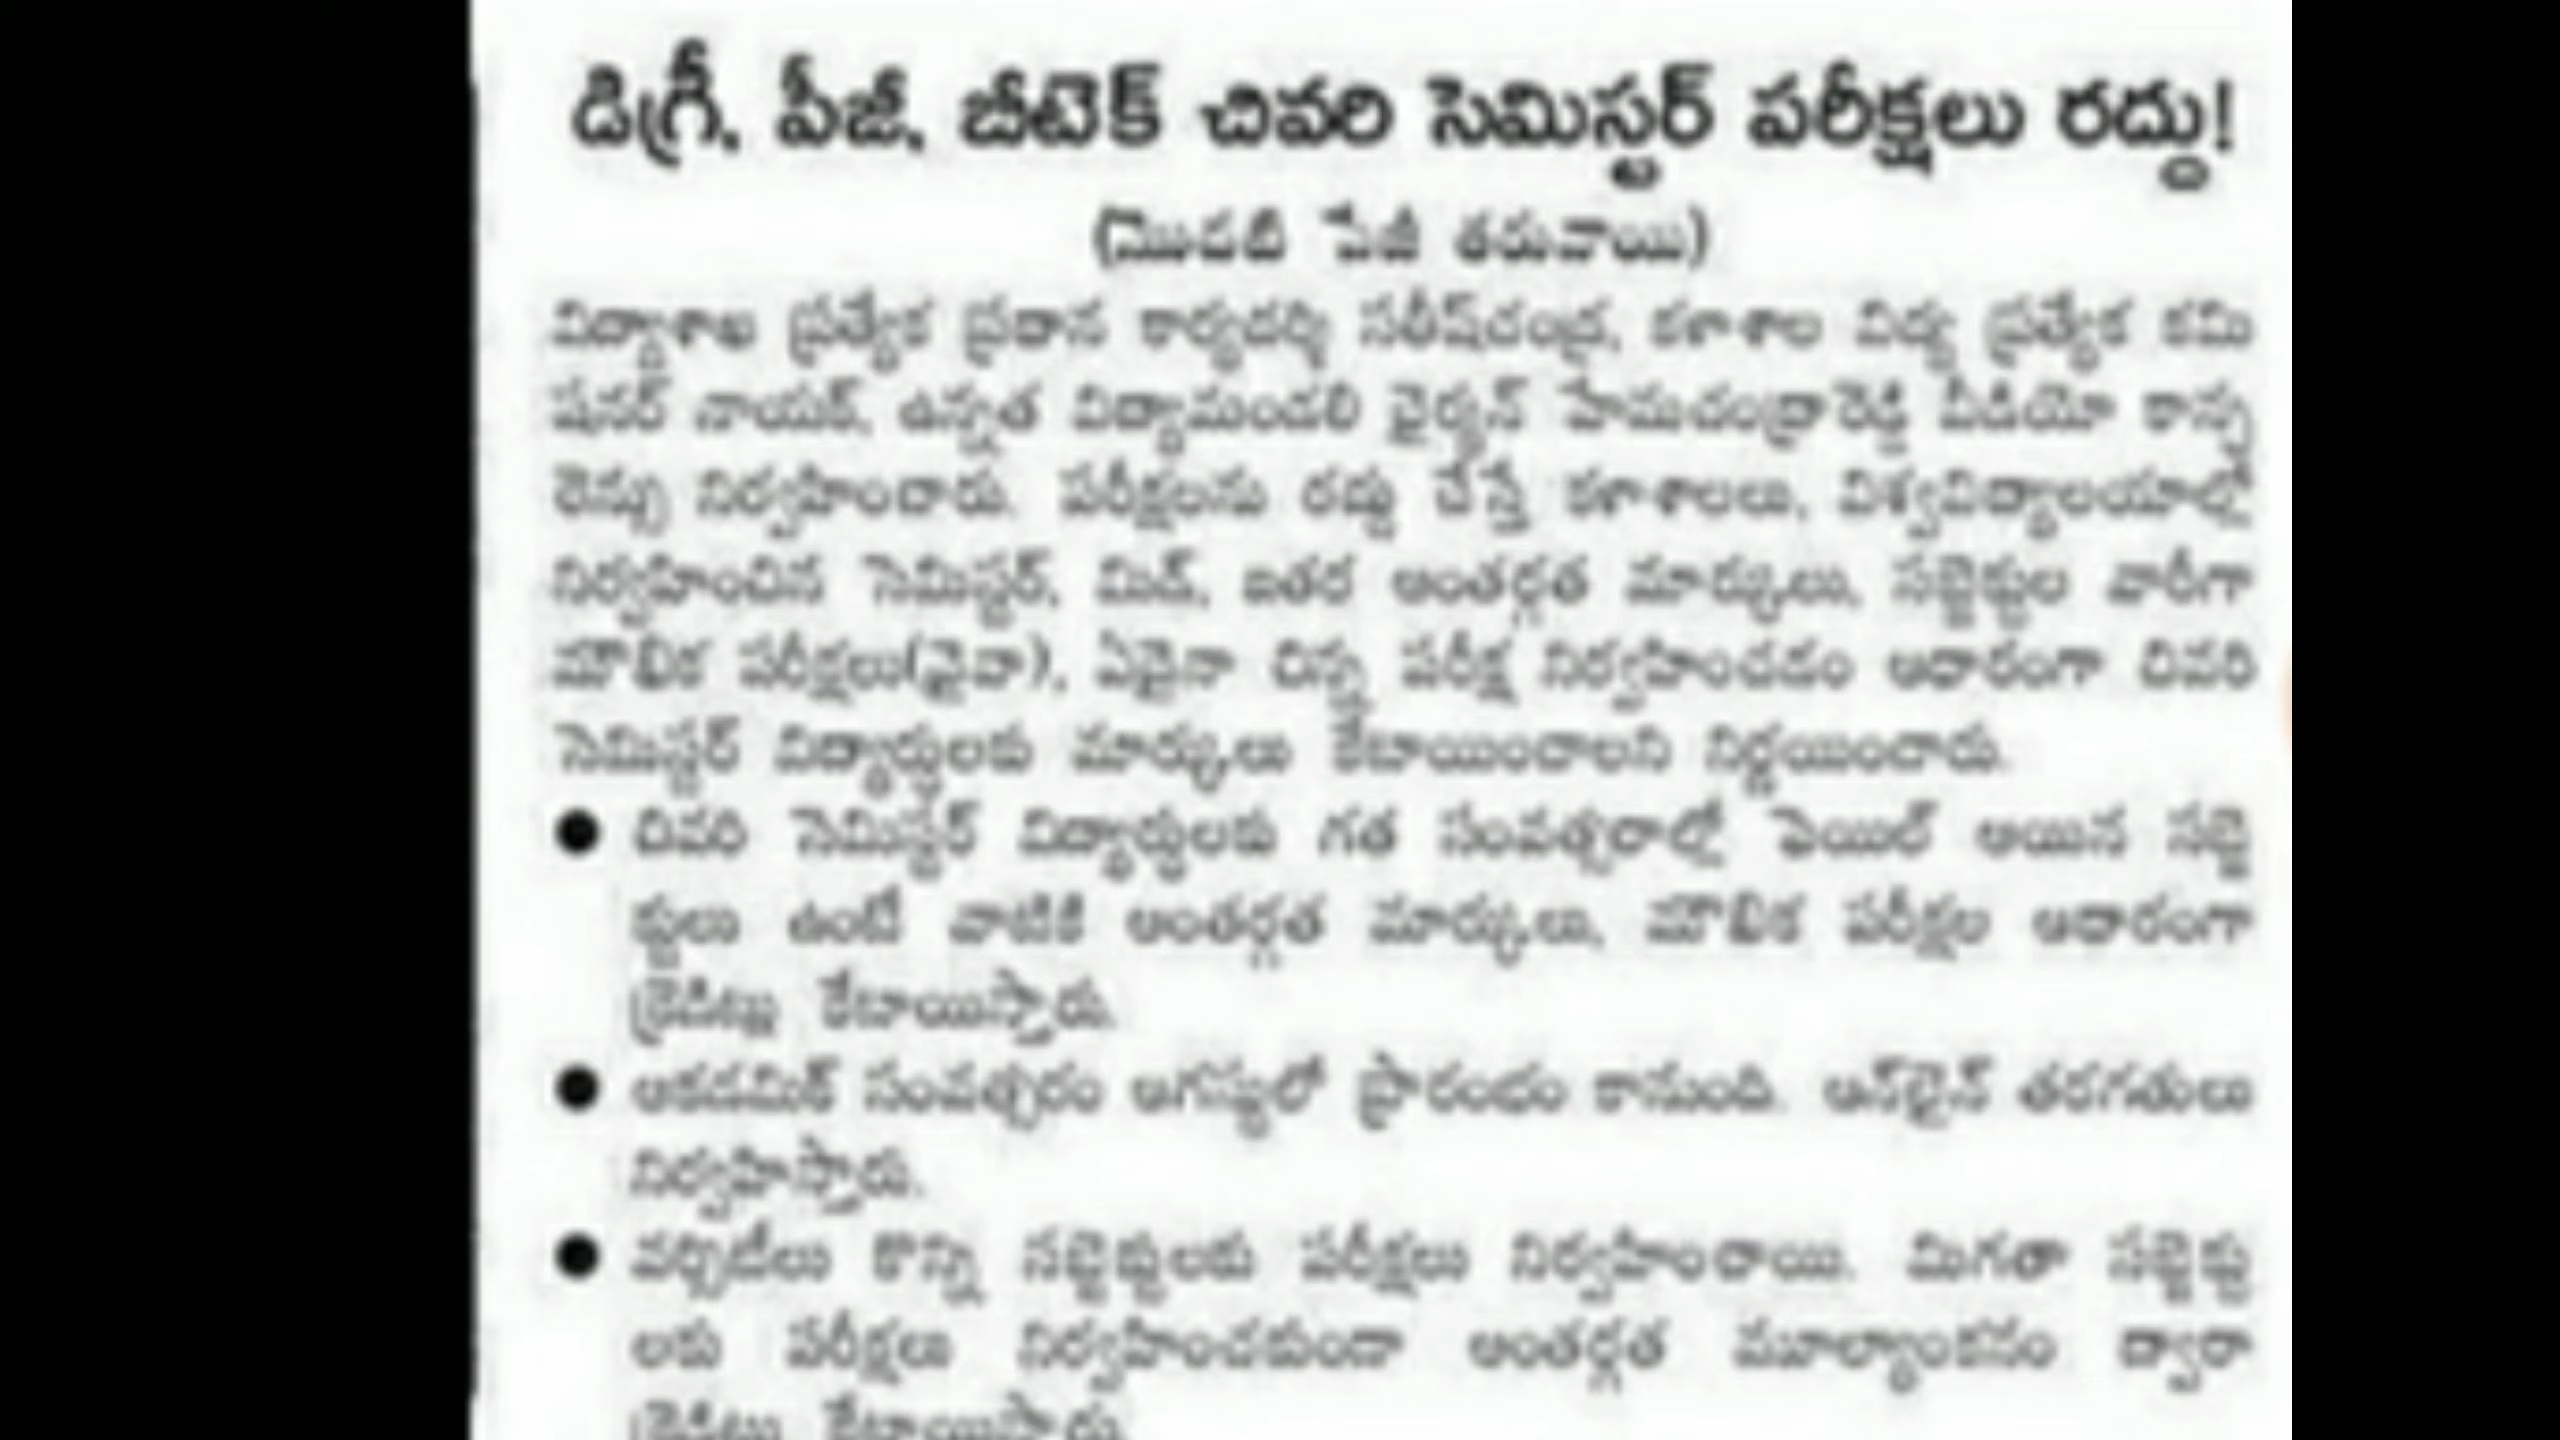 డిగ్రీ, పీజీ, బీటెక్ చివరి సెమిస్టర్ పరీక్షలు రద్దు!
(మొదటి పేజీ తరువాయి)
విద్యాశాఖ ప్రత్యేక ప్రధాన కార్యదర్శి సతీష్‌చంద్ర, కళాశాల విద్య ప్రత్యేక కమి
షనర్ నాయక్, ఉన్నత విద్యామండలి ఛైర్మన్ హేమచంద్రారెడ్డి వీడియో కాన్ఫ
రెన్సు నిర్వహించారు. పరీక్షలను రద్దు చేస్తే కళాశాలలు, విశ్వవిద్యాలయాల్లో
నిర్వహించిన సెమిస్టర్, మిడ్, ఇతర అంతర్గత మార్కులు, సబ్జెక్టుల వారీగా
మౌఖిక పరీక్షలు(వైవా), ఏదైనా చిన్న పరీక్ష నిర్వహించడం ఆధారంగా చివరి
సెమిస్టర్ విద్యార్థులకు మార్కులు కేటాయించాలని నిర్ణయించారు.
● చివరి సెమిస్టర్ విద్యార్థులకు గత సంవత్సరాల్లో ఫెయిల్ అయిన సబ్జె
క్టులు ఉంటే వాటికి అంతర్గత మార్కులు, మౌఖిక పరీక్షల ఆధారంగా
క్రెడిట్లు కేటాయిస్తారు.
● అకడమిక్ సంవత్సరం ఆగస్టులో ప్రారంభం కానుంది. ఆన్‌లైన్ తరగతులు
నిర్వహిస్తారు.
● వర్సిటీలు కొన్ని సబ్జెక్టులకు పరీక్షలు నిర్వహించాయి. మిగతా సబ్జెక్టు
లకు పరీక్షలు నిర్వహించకుండా అంతర్గత మూల్యాంకనం ద్వారా
క్రెడిట్లు కేటాయిస్తారు.